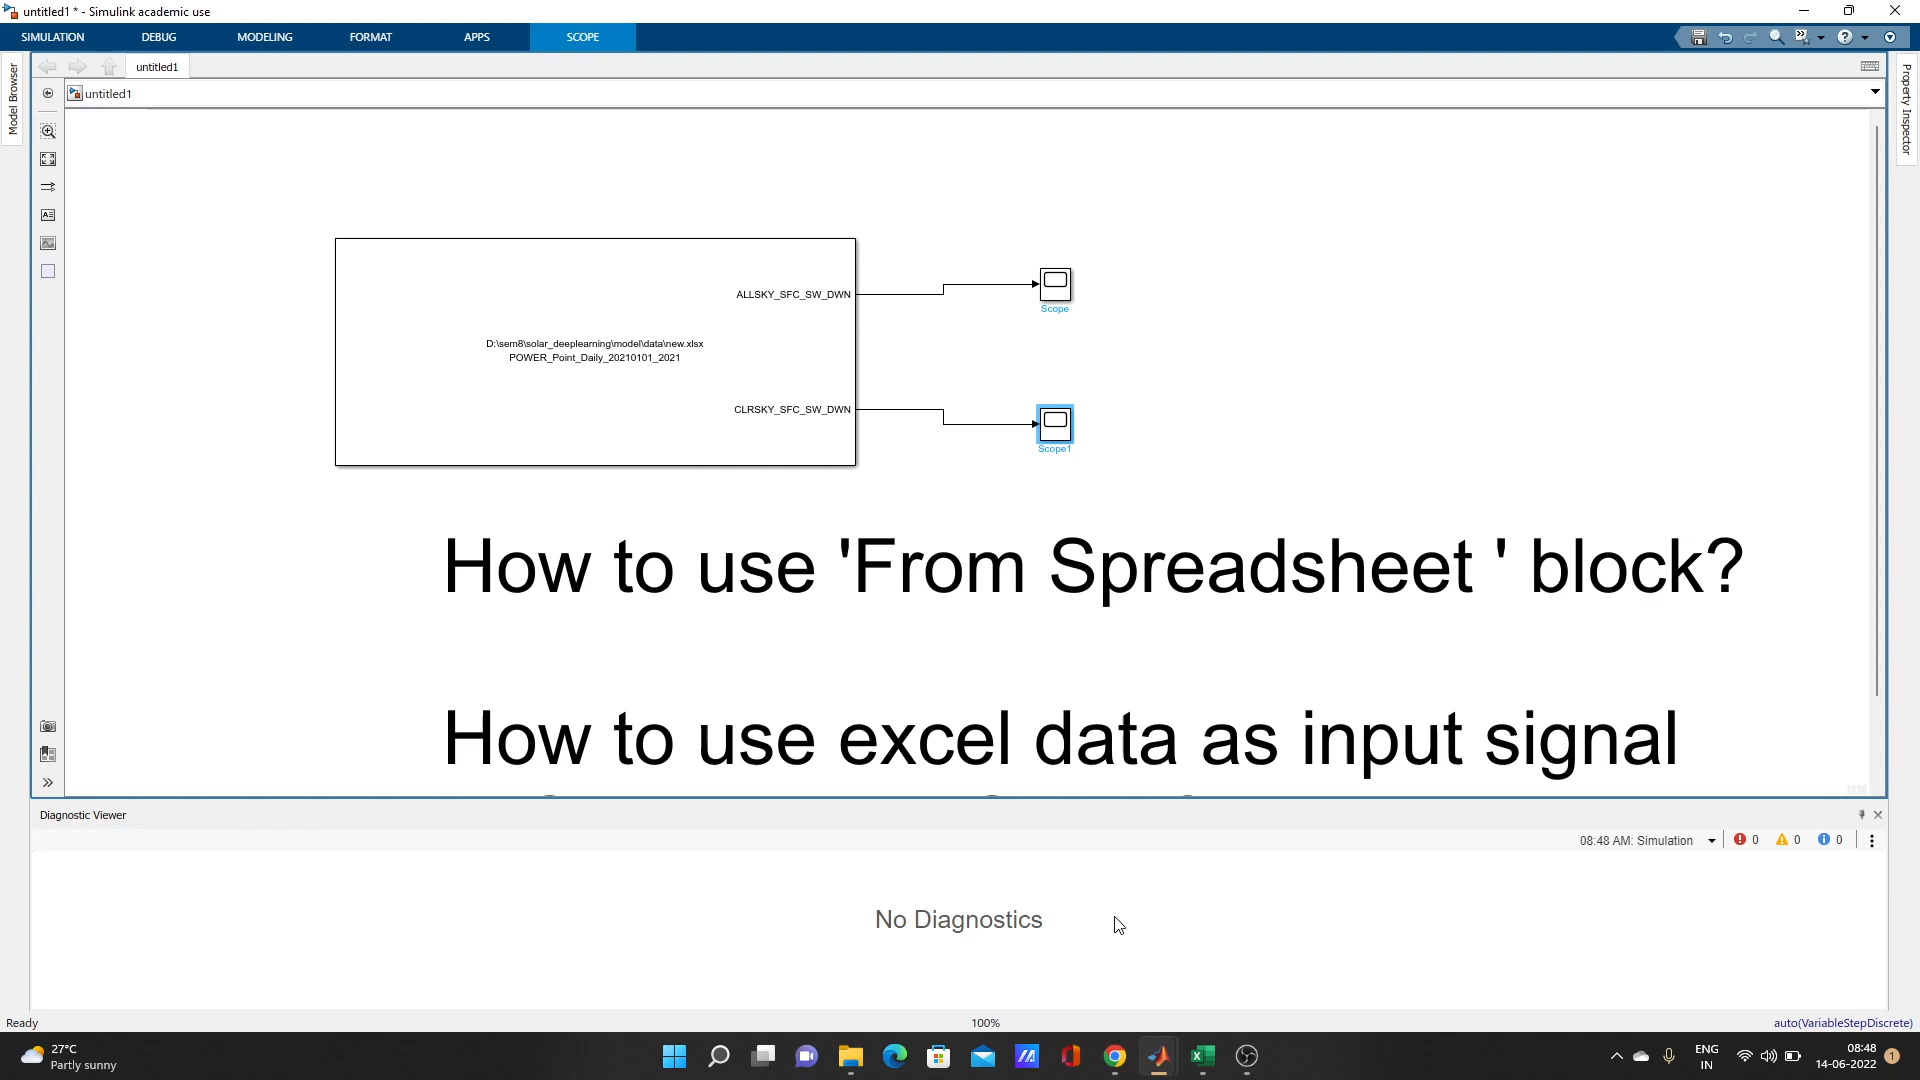 untitled1 * - Simulink academic use
SIMULATION DEBUG MODELING FORMAT APPS SCOPE
untitled1
untitled1
Model Browser
Property Inspector
ALLSKY_SFC_SW_DWN
Scope
D:\sem8\solar_deeplearning\model\data\new.xlsx
POWER_Point_Daily_20210101_2021
CLRSKY_SFC_SW_DWN
Scope1
How to use 'From Spreadsheet ' block?
How to use excel data as input signal
Diagnostic Viewer
08:48 AM: Simulation 0 0 0
No Diagnostics
Ready 100% auto(VariableStepDiscrete)
27°C
Partly sunny
ENG
IN
08:48
14-06-2022
1